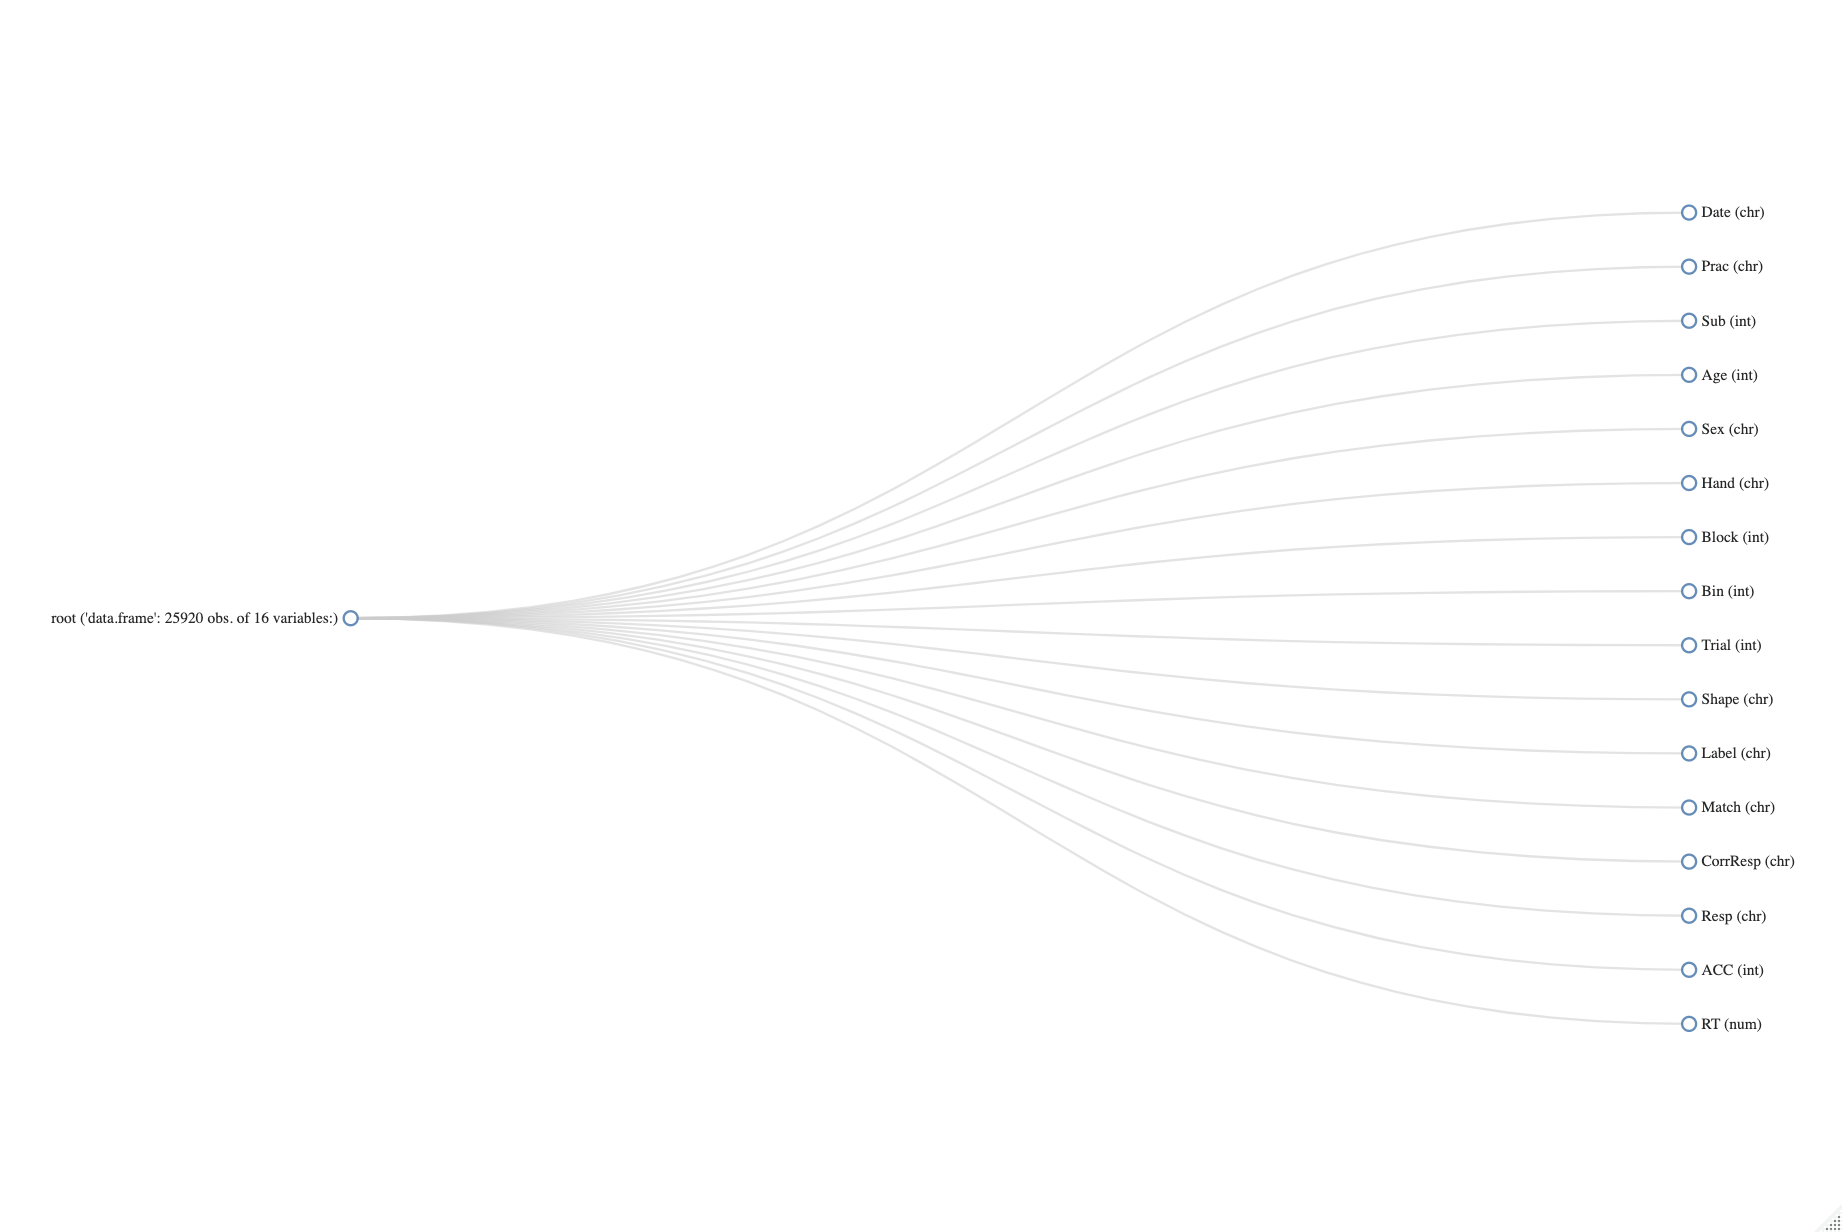 Date (chr)
Prac (chr)
Sub (int)
Age (int)
Sex (chr)
Hand (chr)
Block (int)
Bin (int)
root ('data.frame': 25920 obs. of 16 variables:)
Trial (int)
Shape (chr)
Label (chr)
Match (chr)
CorrResp (chr)
Resp (chr)
ACC (int)
RT (num)